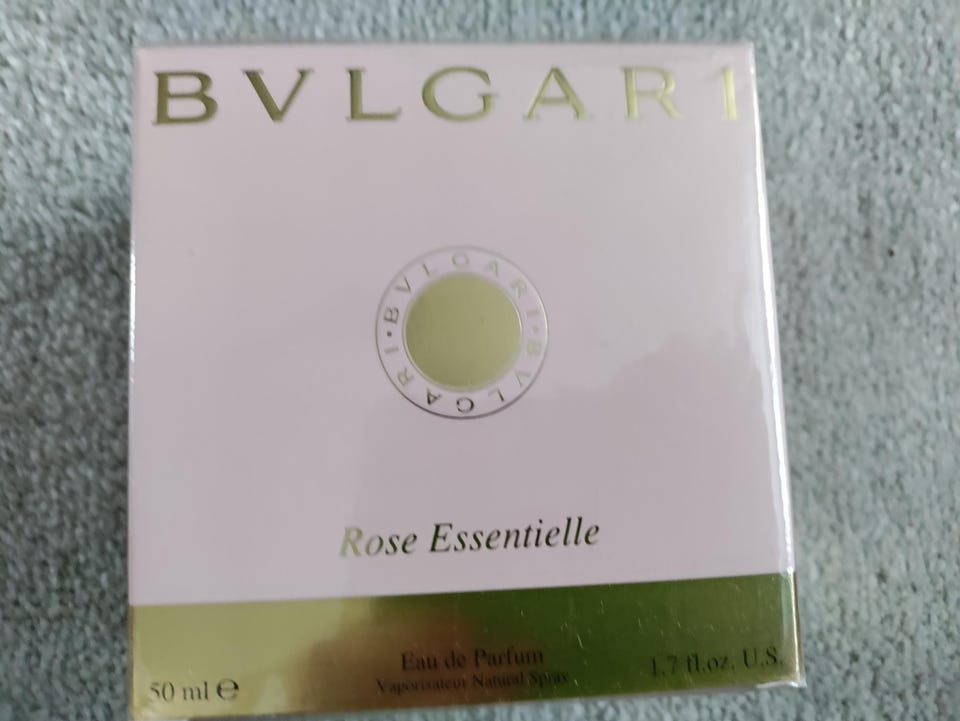 BVLGARI
BVLGARI · BVLGARI ·
Rose Essentielle
Eau de Parfum
Vaporisateur Natural Spray
50 ml ℮
1.7 fl.oz. U.S.